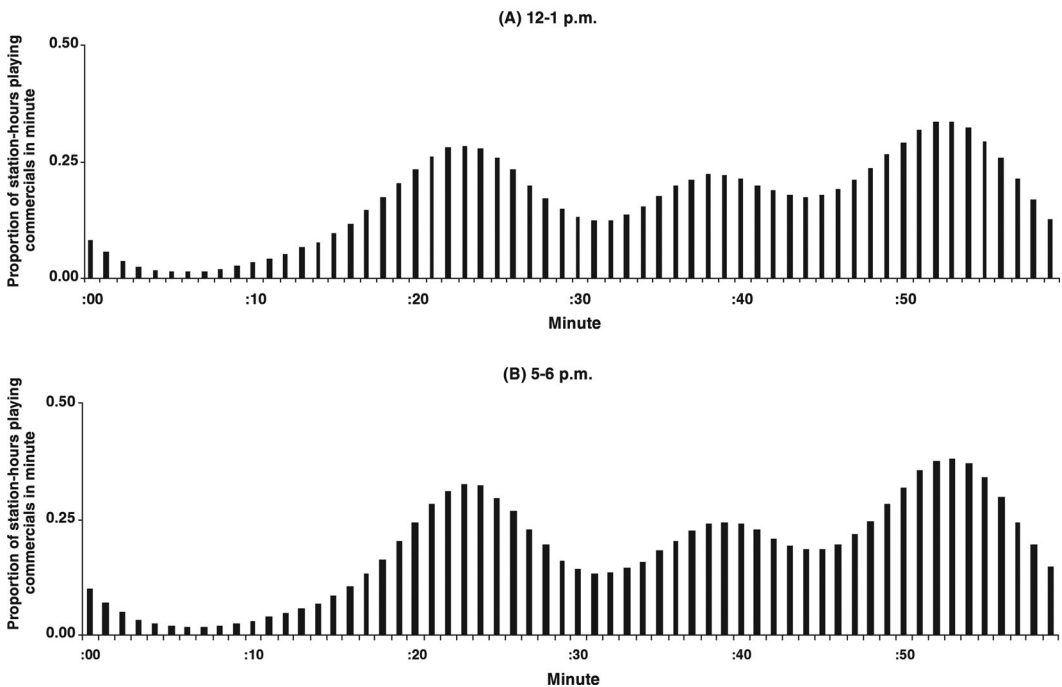 (A) 12-1 p.m.
Proportion of station-hours playing
commercials in minute
0.50
0.25
0.00
:00 :10 :20 :30 :40 :50
Minute
(B) 5-6 p.m.
Proportion of station-hours playing
commercials in minute
0.50
0.25
0.00
:00 :10 :20 :30 :40 :50
Minute